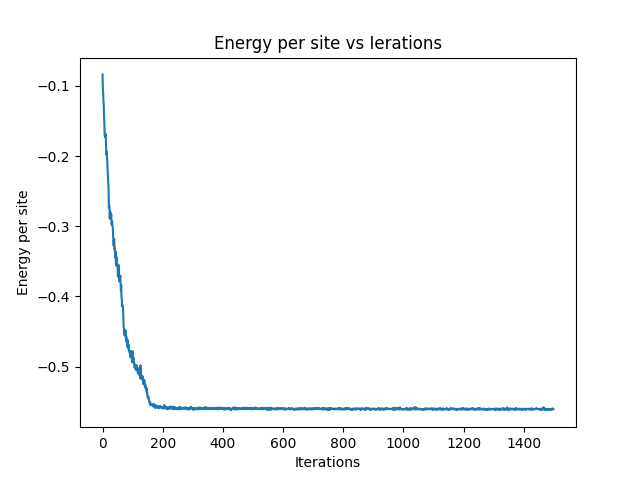 Energy per site vs Ierations
−0.1
−0.2
−0.3
−0.4
−0.5
Energy per site
0 200 400 600 800 1000 1200 1400
Iterations